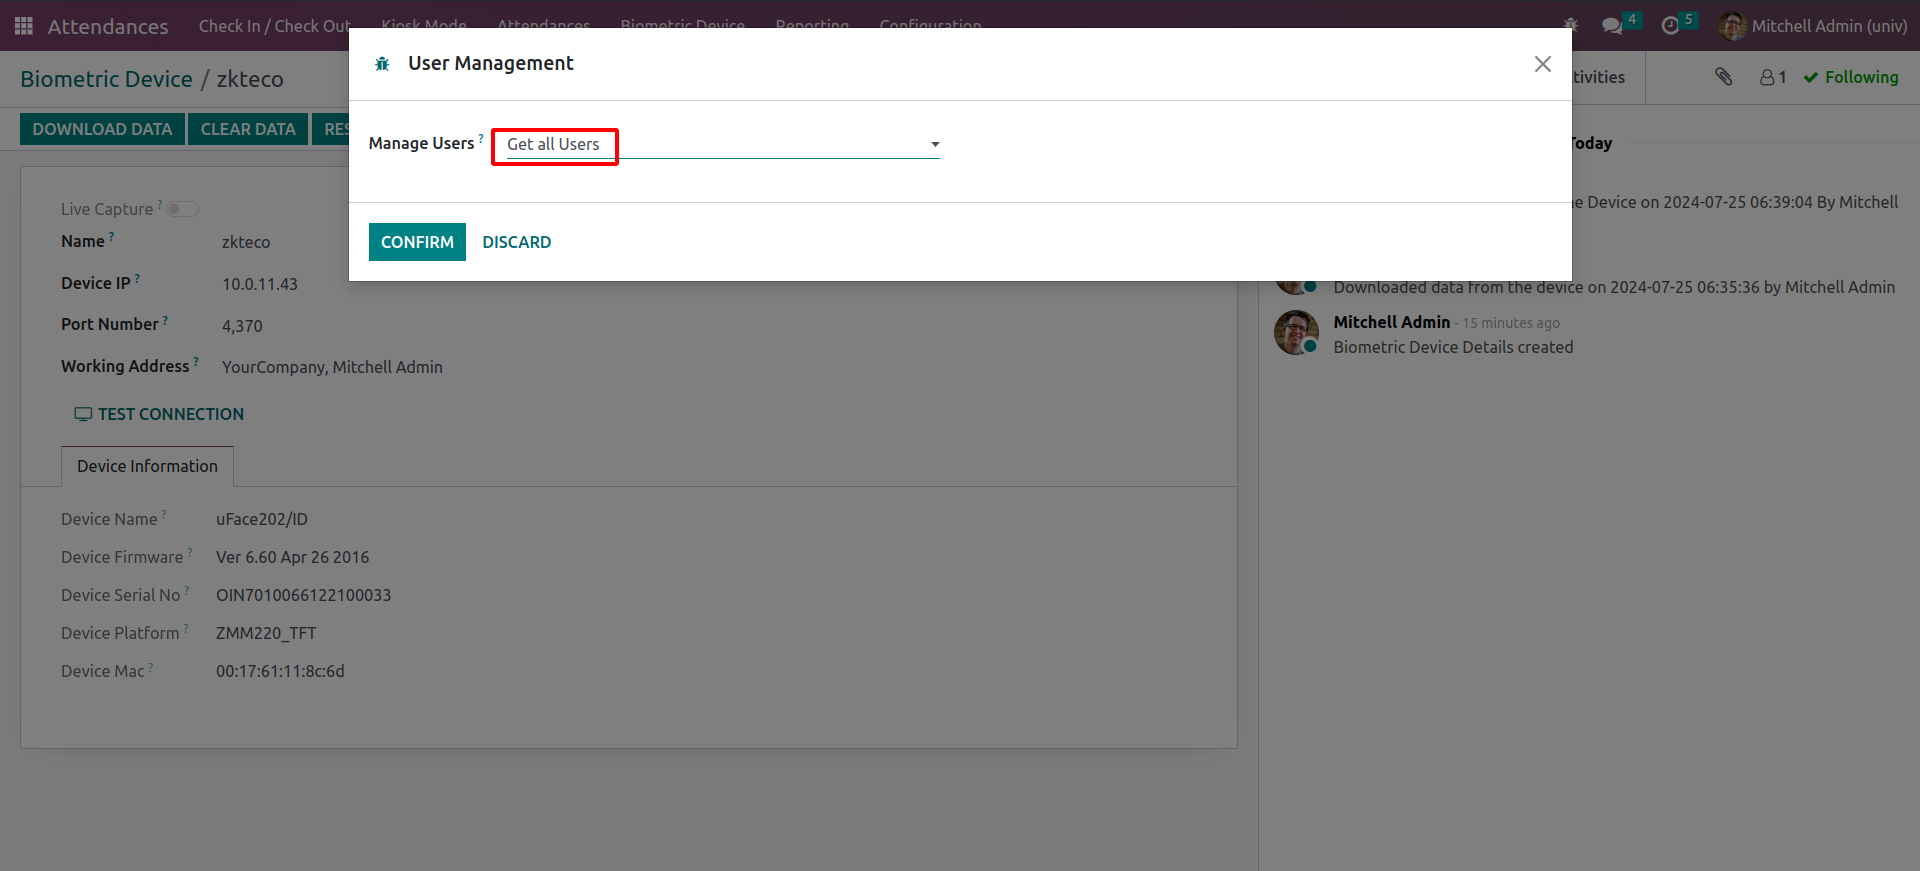 Attendances Check In / Check Out Kiosk Mode Attendances Biometric Device Reporting Configuration 4 5 Mitchell Admin (univ)
User Management
Biometric Device / zkteco
tivities 1 Following
DOWNLOAD DATA CLEAR DATA RES
Manage Users ? Get all Users
Today
Live Capture ?
e Device on 2024-07-25 06:39:04 By Mitchell
Name ? zkteco
CONFIRM DISCARD
Device IP ? 10.0.11.43
Downloaded data from the device on 2024-07-25 06:35:36 by Mitchell Admin
Port Number ? 4,370
Mitchell Admin - 15 minutes ago
Biometric Device Details created
Working Address ? YourCompany, Mitchell Admin
TEST CONNECTION
Device Information
Device Name ? uFace202/ID
Device Firmware ? Ver 6.60 Apr 26 2016
Device Serial No ? OIN7010066122100033
Device Platform ? ZMM220_TFT
Device Mac ? 00:17:61:11:8c:6d